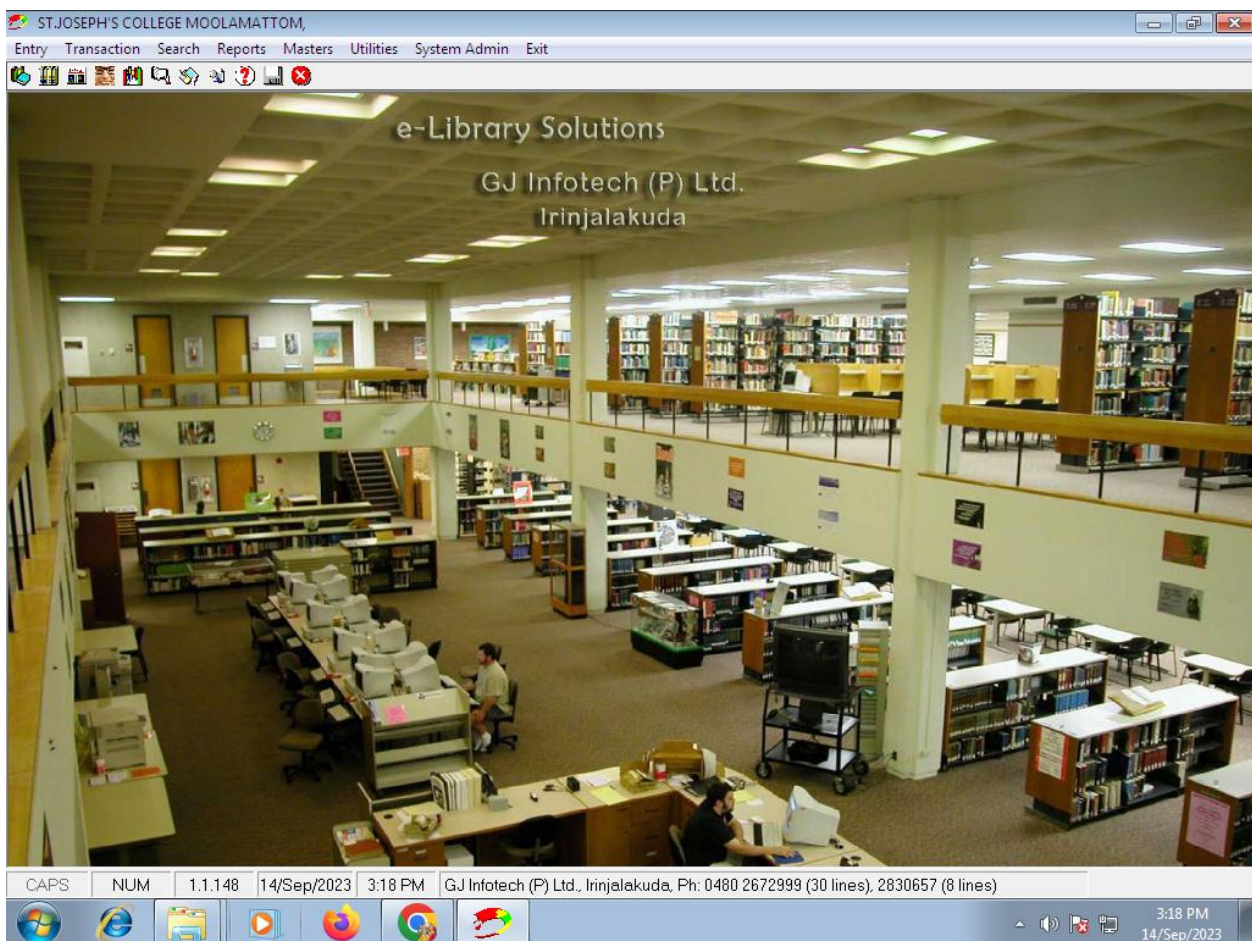 ST.JOSEPH'S COLLEGE MOOLAMATTOM,
Entry Transaction Search Reports Masters Utilities System Admin Exit
e-Library Solutions
GJ Infotech (P) Ltd.
Irinjalakuda
CAPS NUM 1.1.148 14/Sep/2023 3:18 PM GJ Infotech (P) Ltd., Irinjalakuda, Ph: 0480 2672999 (30 lines), 2830657 (8 lines)
3:18 PM
14/Sep/2023